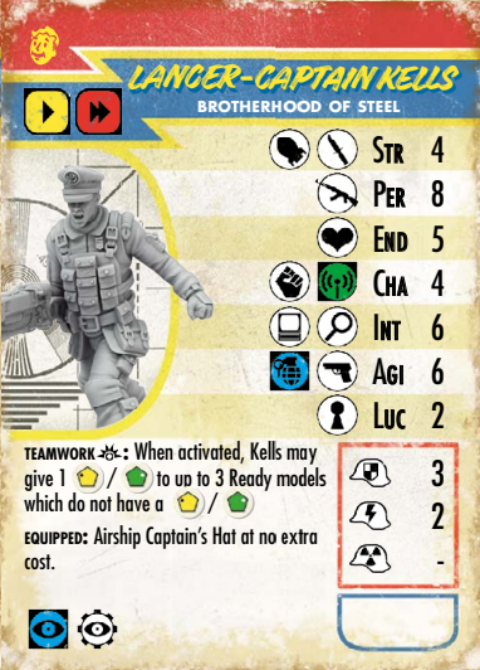 LANCER-CAPTAIN KELLS
BROTHERHOOD OF STEEL
STR 4
PER 8
END 5
CHA 4
INT 6
AGI 6
LUC 2
TEAMWORK: When activated, Kells may
give 1 / to up to 3 Ready models
which do not have a /
EQUIPPED: Airship Captain's Hat at no extra
cost.
3
2
-